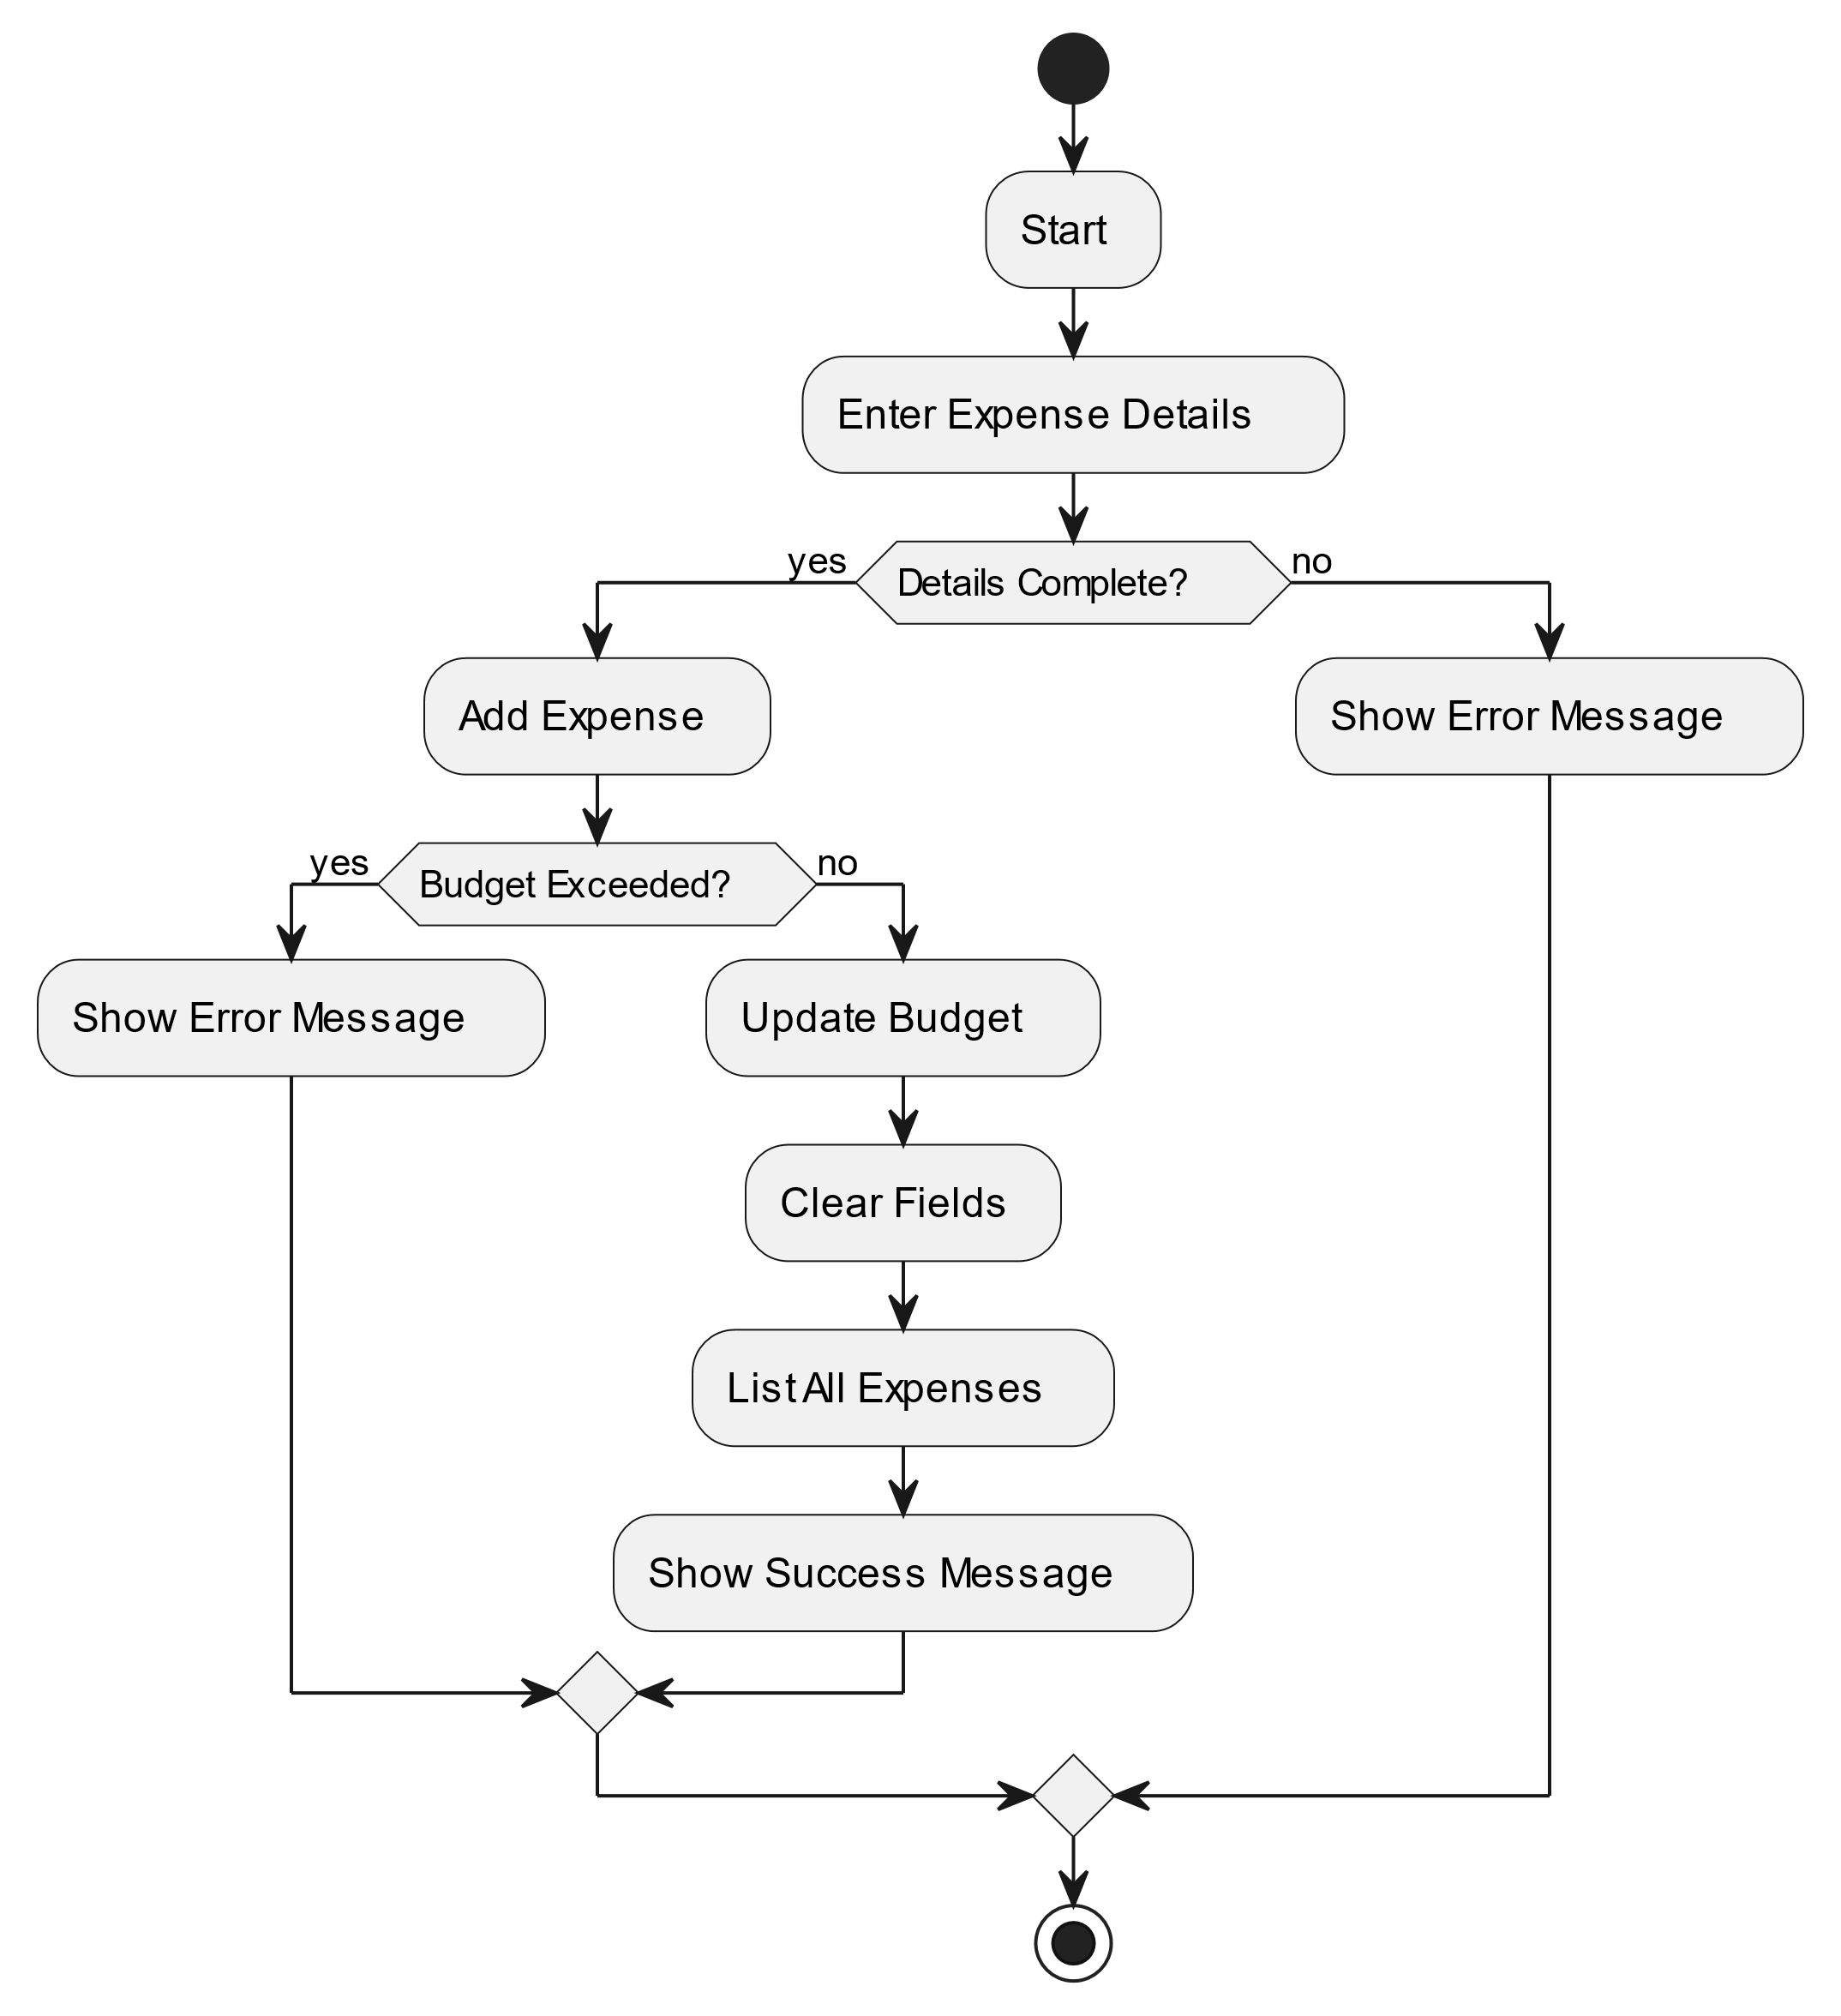 Start
Enter Expense Details
yes
Details Complete?
no
Add Expense
Show Error Message
yes
Budget Exceeded?
no
Show Error Message
Update Budget
Clear Fields
List All Expenses
Show Success Message